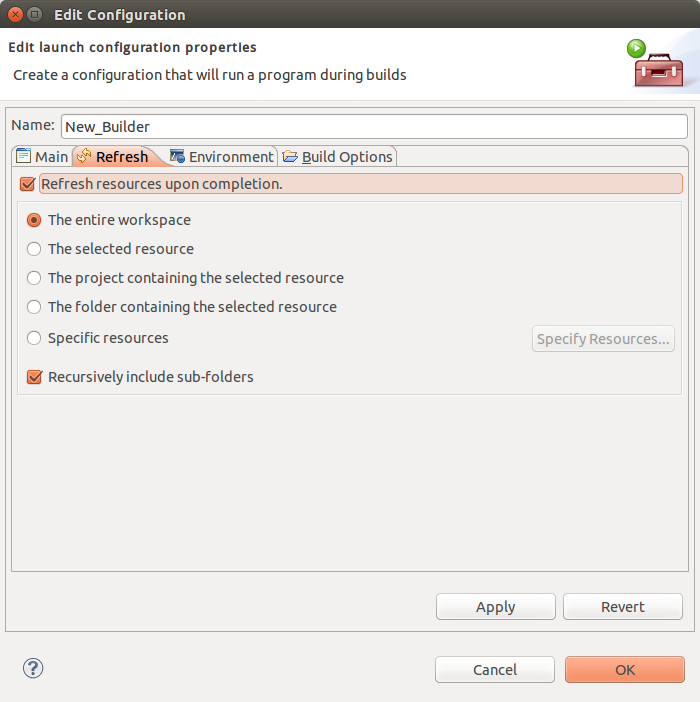 Edit Configuration
Edit launch configuration properties
Create a configuration that will run a program during builds
Name: New_Builder
Main Refresh Environment Build Options
Refresh resources upon completion.
The entire workspace
The selected resource
The project containing the selected resource
The folder containing the selected resource
Specific resources Specify Resources...
Recursively include sub-folders
Apply Revert
? Cancel OK